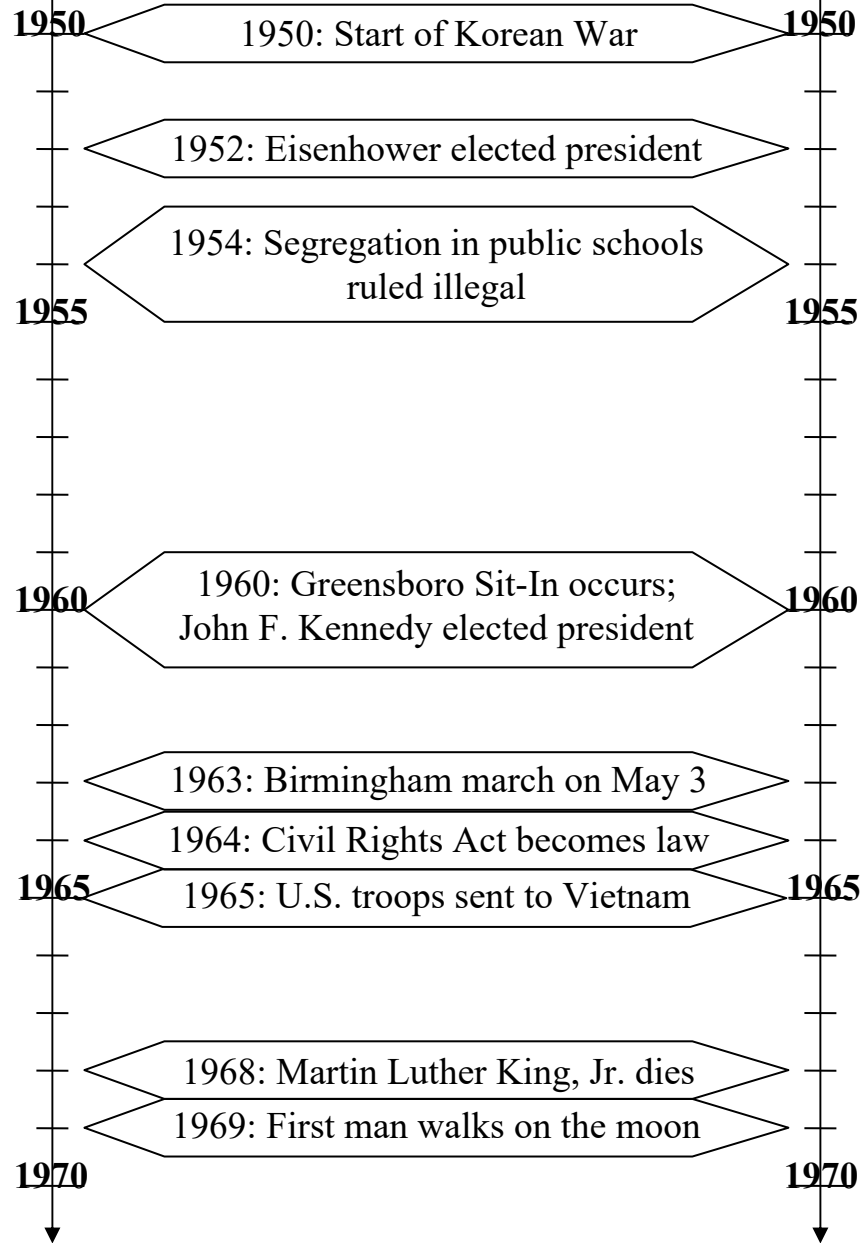 1950 1950
1950: Start of Korean War
1952: Eisenhower elected president
1954: Segregation in public schools
ruled illegal
1955 1955
1960: Greensboro Sit-In occurs;
1960 1960
John F. Kennedy elected president
1963: Birmingham march on May 3
1964: Civil Rights Act becomes law
1965 1965
1965: U.S. troops sent to Vietnam
1968: Martin Luther King, Jr. dies
1969: First man walks on the moon
1970 1970